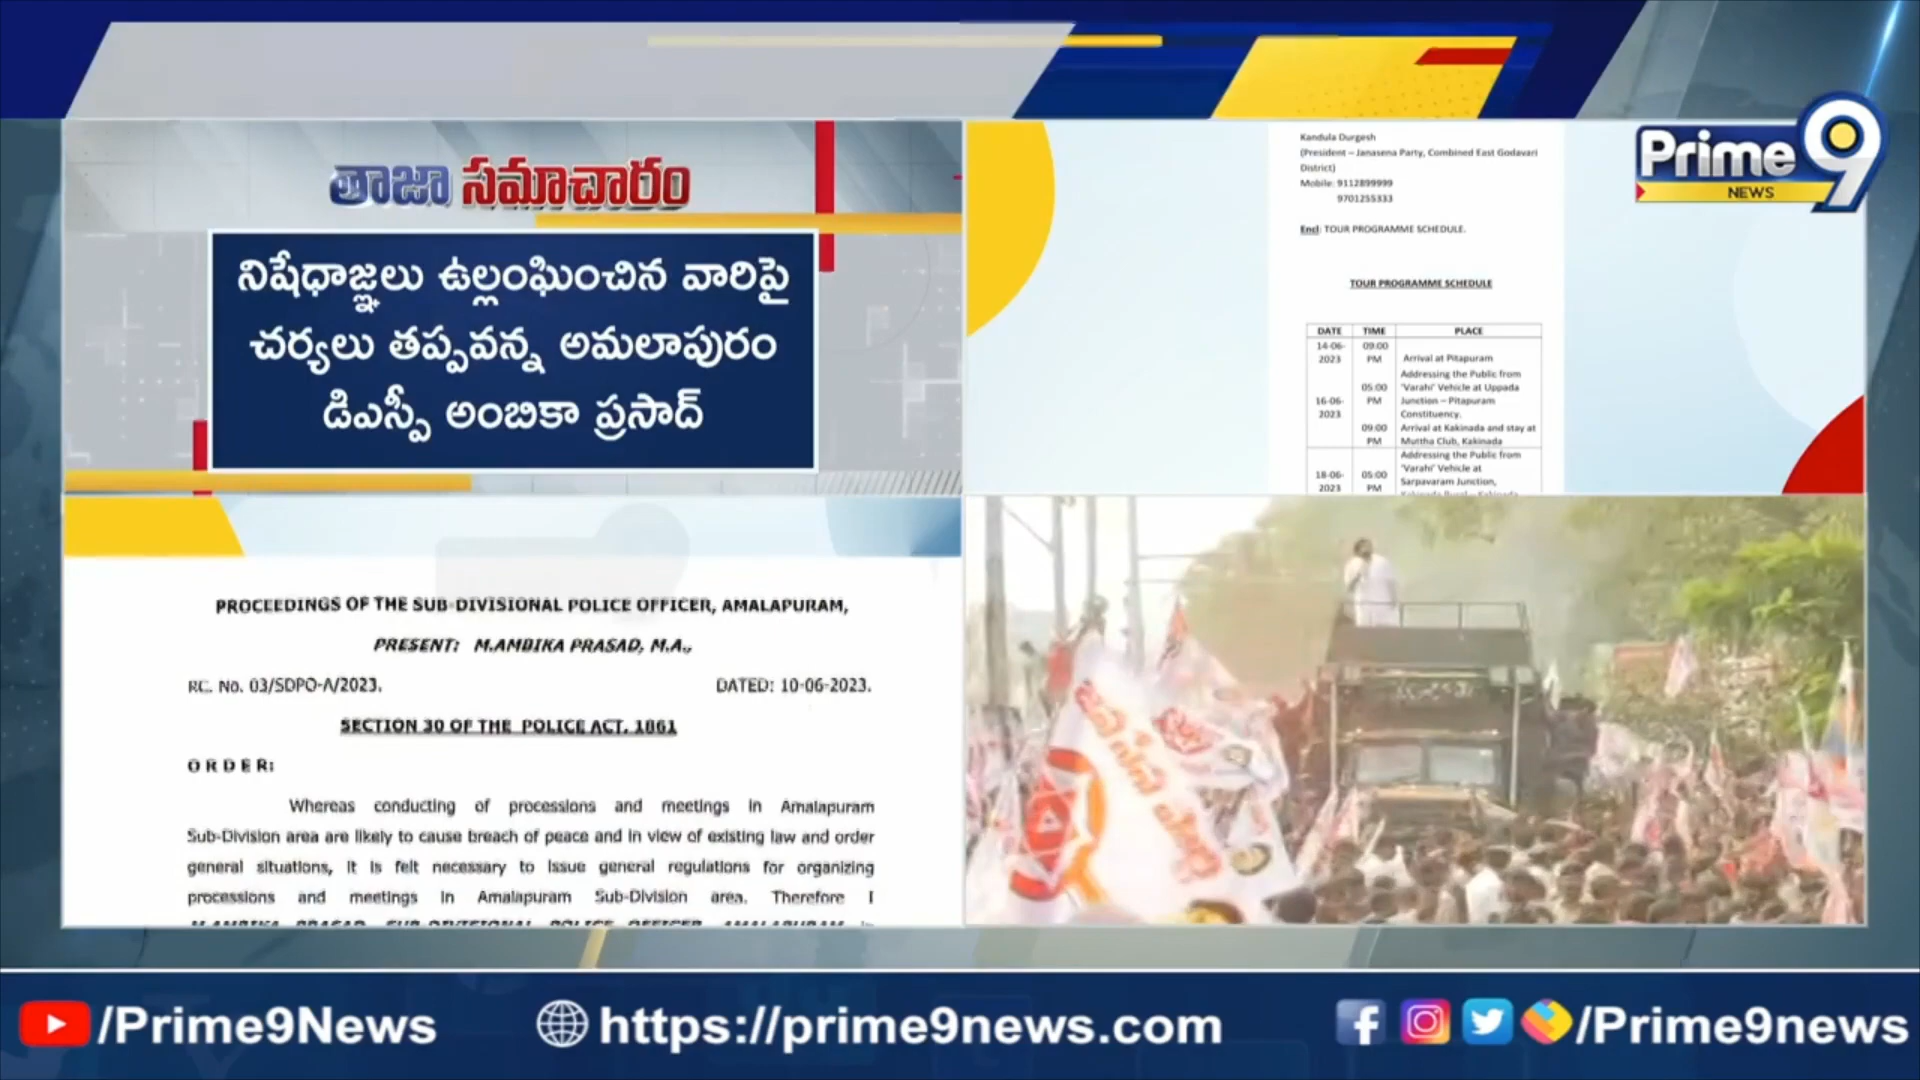 Prime9
NEWS
తాజా సమాచారం
నిషేధాజ్ఞలు ఉల్లంఘించిన వారిపై
చర్యలు తప్పవన్న అమలాపురం
డిఎస్పీ అంబికా ప్రసాద్
Kandula Durgesh
(President – Janasena Party, Combined East Godavari
District)
Mobile: 9112899999
9701255333
Encl: TOUR PROGRAMME SCHEDULE.
TOUR PROGRAMME SCHEDULE
DATE TIME PLACE
14-06-2023 09:00 PM Arrival at Pitapuram
16-06-2023 05:00 PM Addressing the Public from
'Varahi' Vehicle at Uppada
Junction – Pitapuram
Constituency.
09:00 PM Arrival at Kakinada and stay at
Muttha Club, Kakinada
18-06-2023 05:00 PM Addressing the Public from
'Varahi' Vehicle at
Sarpavaram Junction,
PROCEEDINGS OF THE SUB-DIVISIONAL POLICE OFFICER, AMALAPURAM,
PRESENT: M.AMBIKA PRASAD, M.A.,
RC. No. 03/SDPO-A/2023. DATED: 10-06-2023.
SECTION 30 OF THE POLICE ACT, 1861
O R D E R:
Whereas conducting of processions and meetings in Amalapuram
Sub-Division area are likely to cause breach of peace and in view of existing law and order
general situations, it is felt necessary to issue general regulations for organizing
processions and meetings in Amalapuram Sub-Division area. Therefore I
/Prime9News
https://prime9news.com
/Prime9news